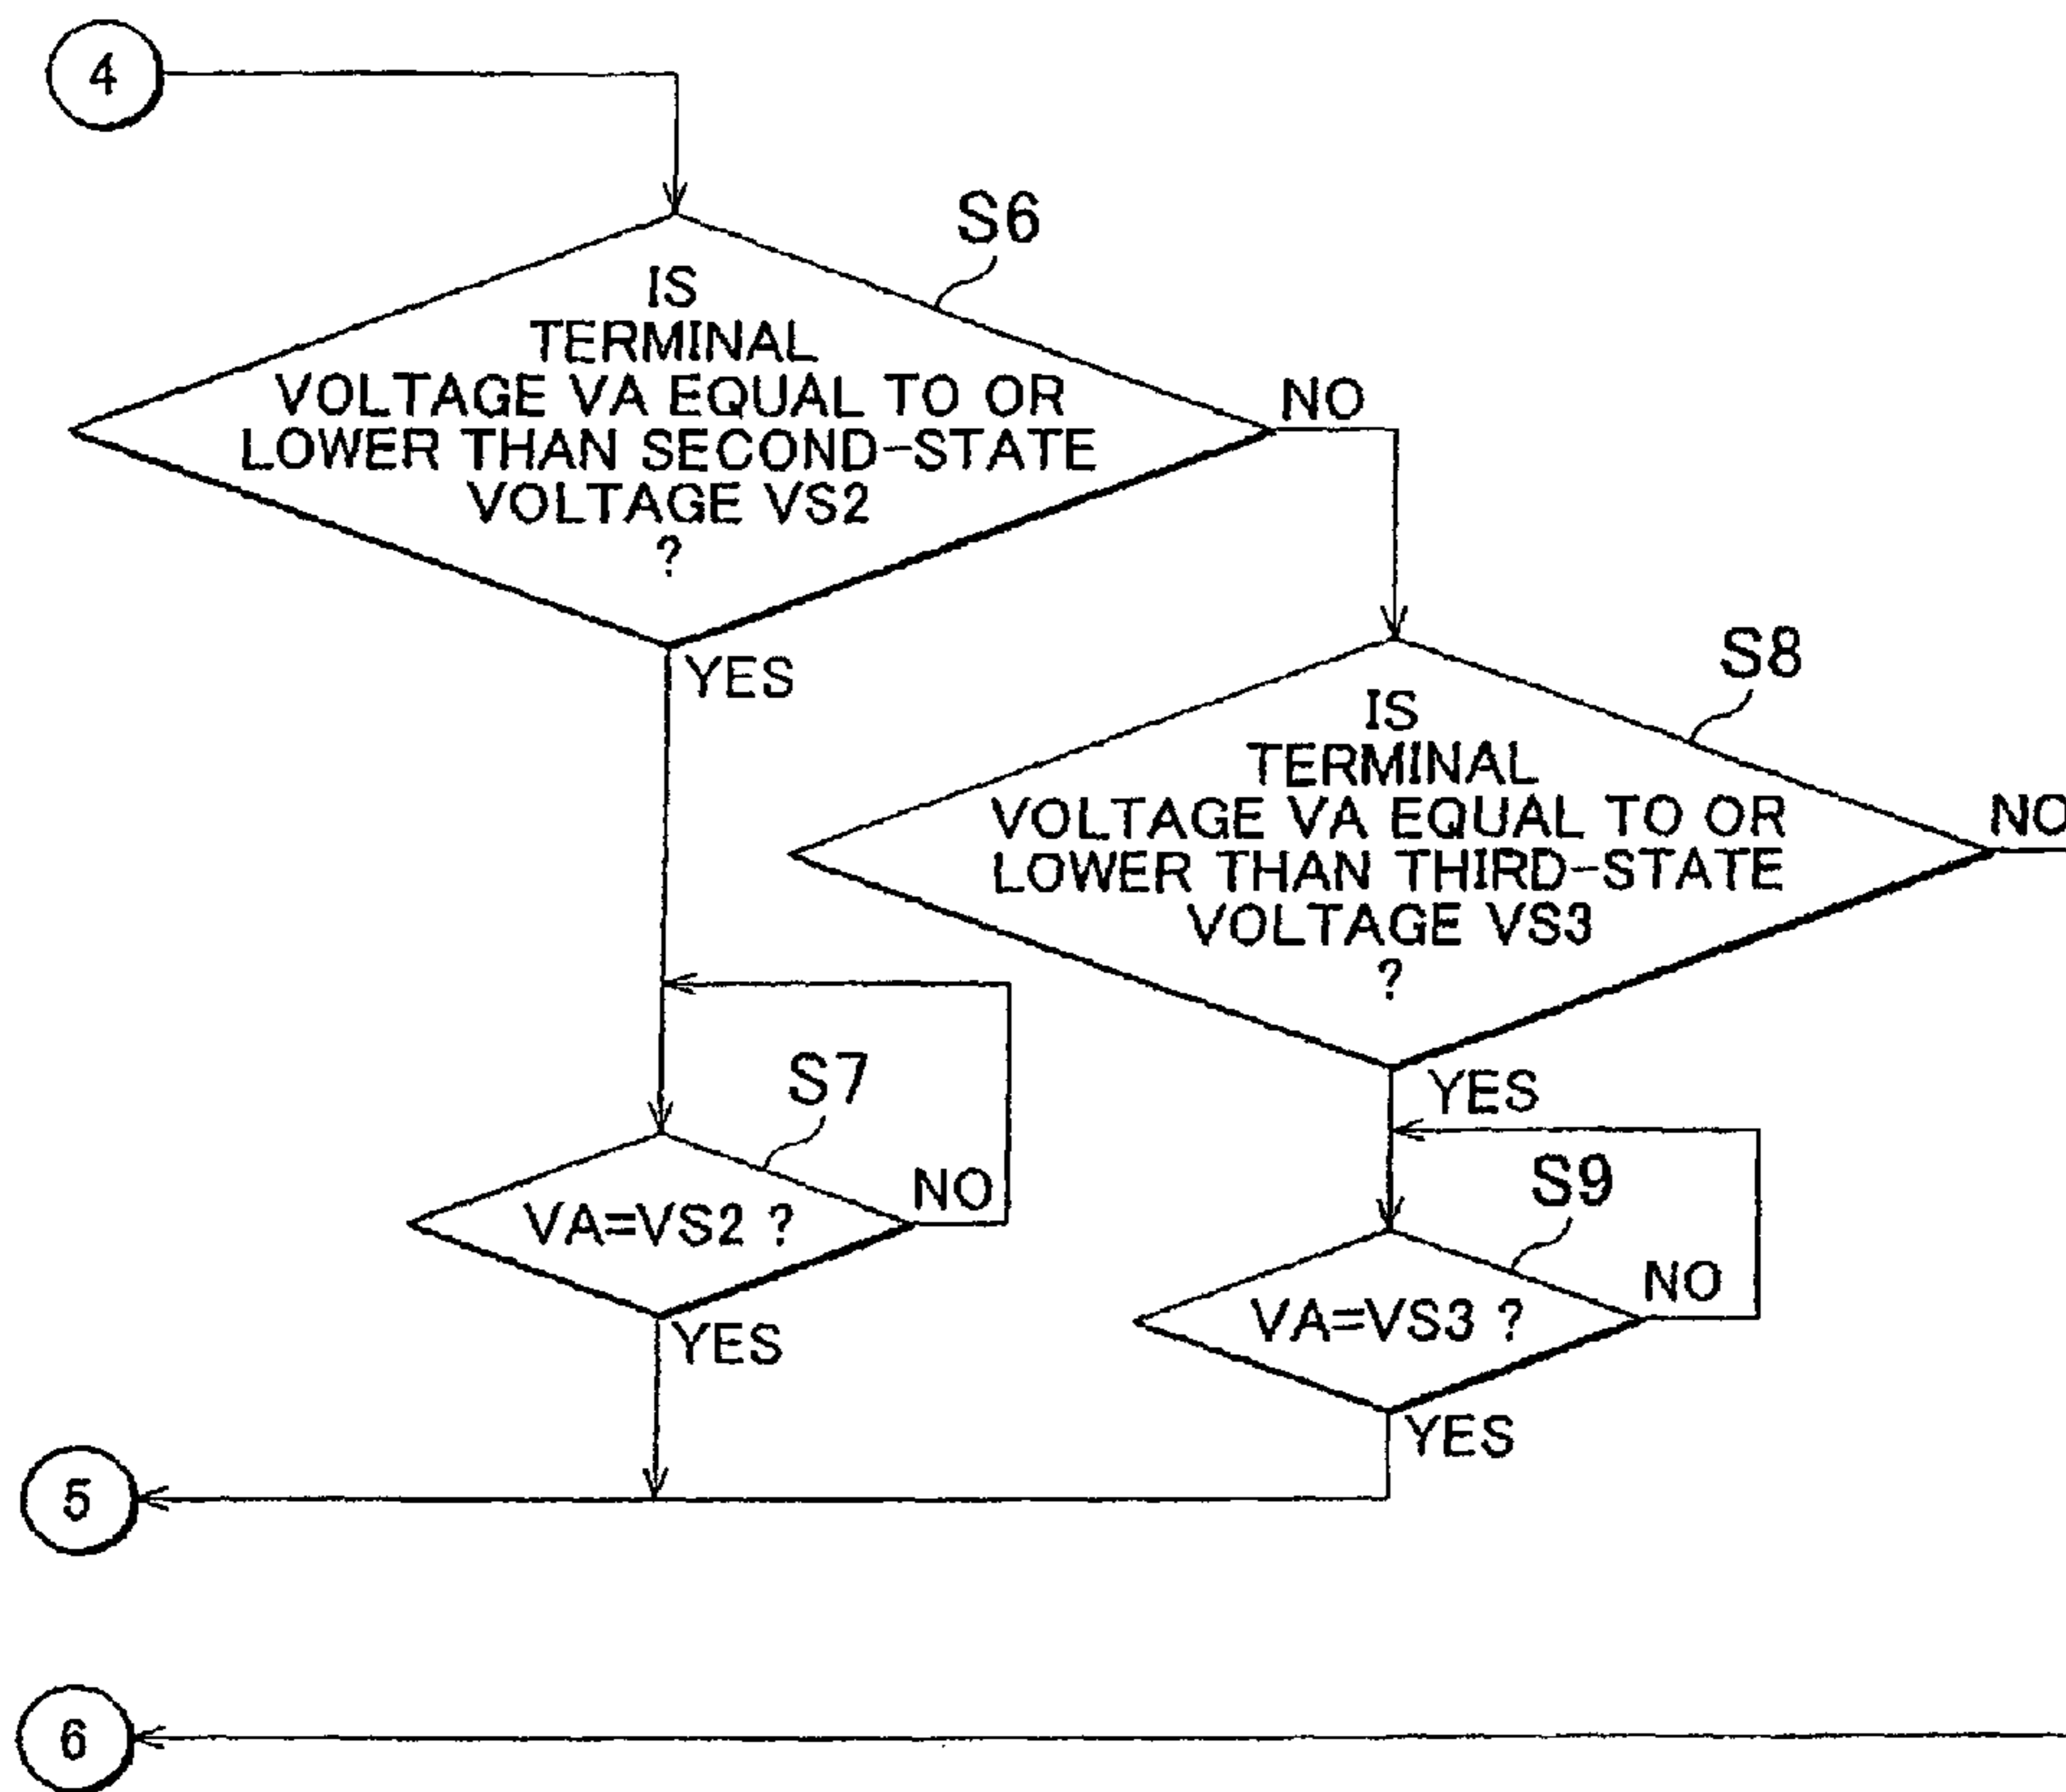 4
S6
IS
TERMINAL
VOLTAGE VA EQUAL TO OR
LOWER THAN SECOND-STATE
VOLTAGE VS2
?
NO
YES
S8
IS
TERMINAL
VOLTAGE VA EQUAL TO OR
LOWER THAN THIRD-STATE
VOLTAGE VS3
?
NO
YES
S7
VA=VS2 ?
NO
YES
S9
VA=VS3 ?
NO
YES
5
6